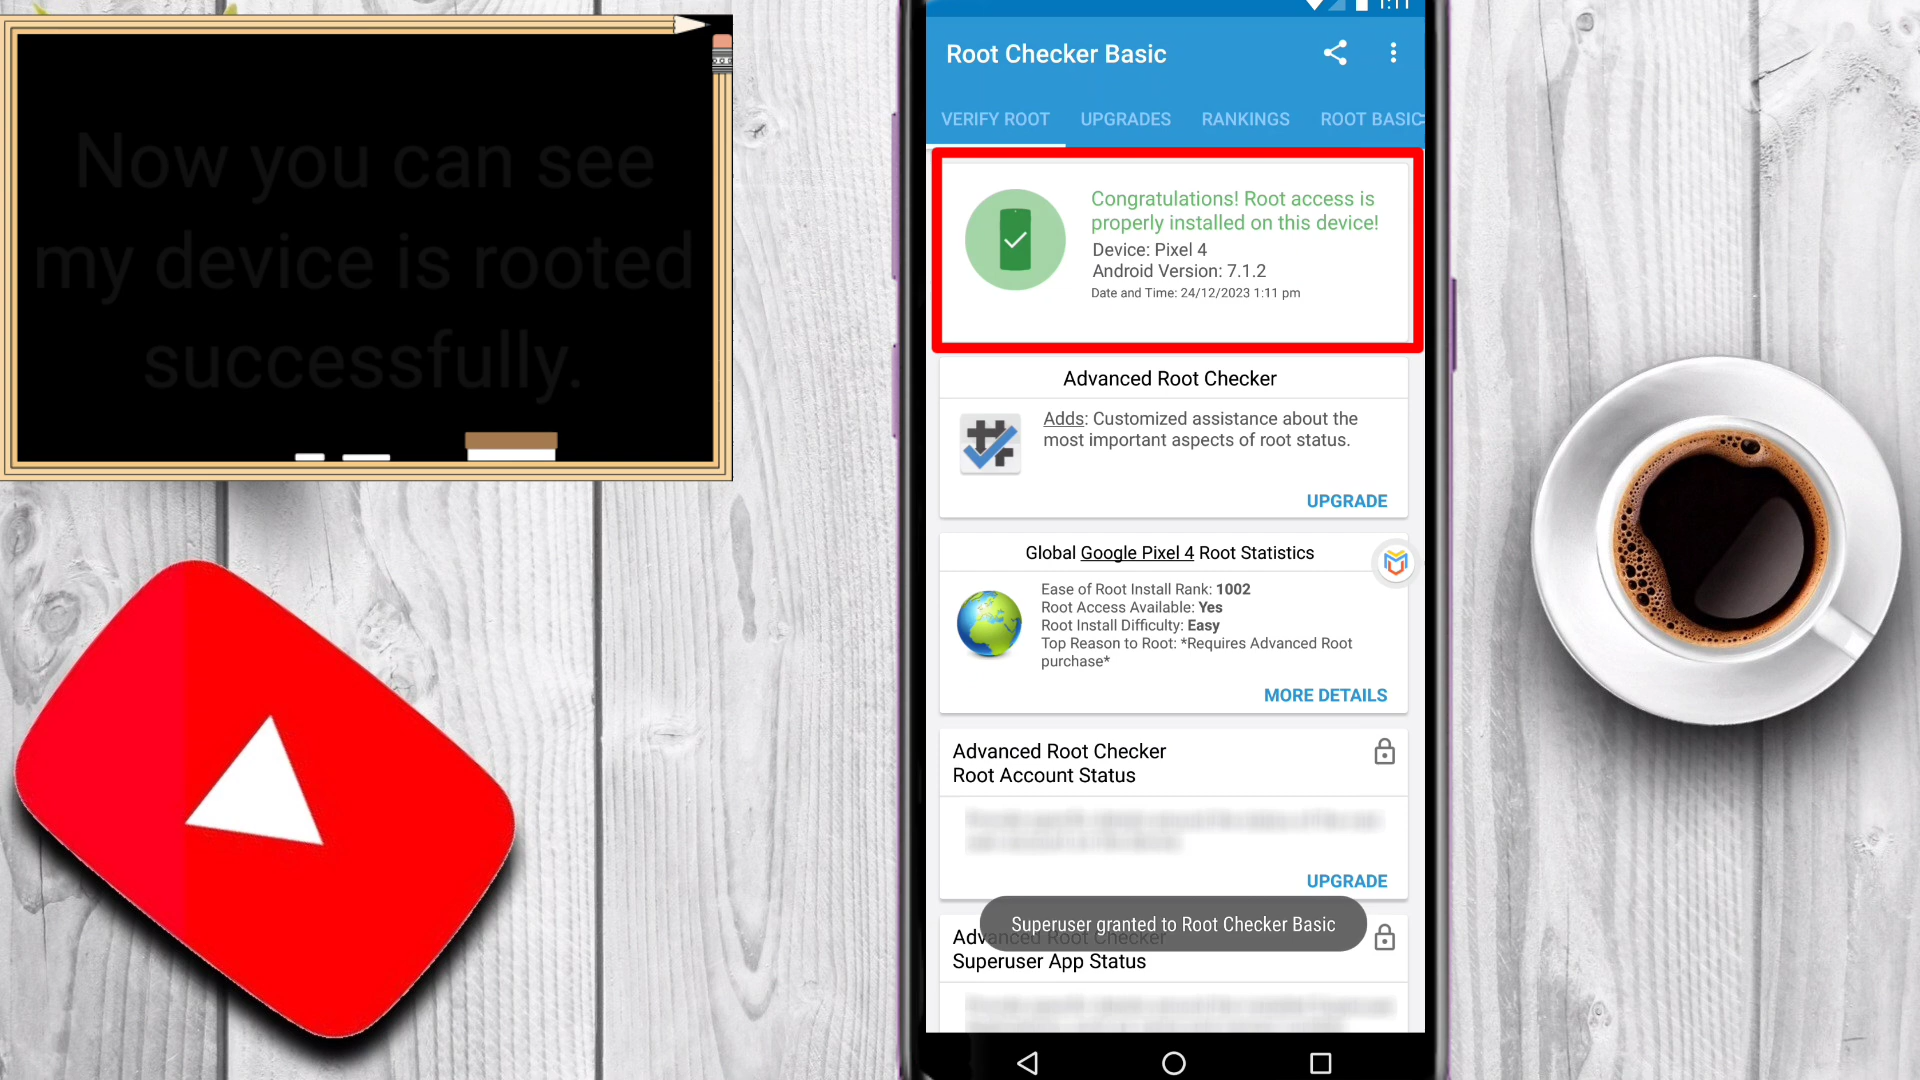 Now you can see
my device is rooted
successfully.
1:11
Root Checker Basic
VERIFY ROOT
UPGRADES
RANKINGS
ROOT BASIC
Congratulations! Root access is
properly installed on this device!
Device: Pixel 4
Android Version: 7.1.2
Date and Time: 24/12/2023 1:11 pm
Advanced Root Checker
Adds: Customized assistance about the
most important aspects of root status.
UPGRADE
Global Google Pixel 4 Root Statistics
Ease of Root Install Rank: 1002
Root Access Available: Yes
Root Install Difficulty: Easy
Top Reason to Root: *Requires Advanced Root
purchase*
MORE DETAILS
Advanced Root Checker
Root Account Status
UPGRADE
Superuser granted to Root Checker Basic
Advanced Root Checker
Superuser App Status